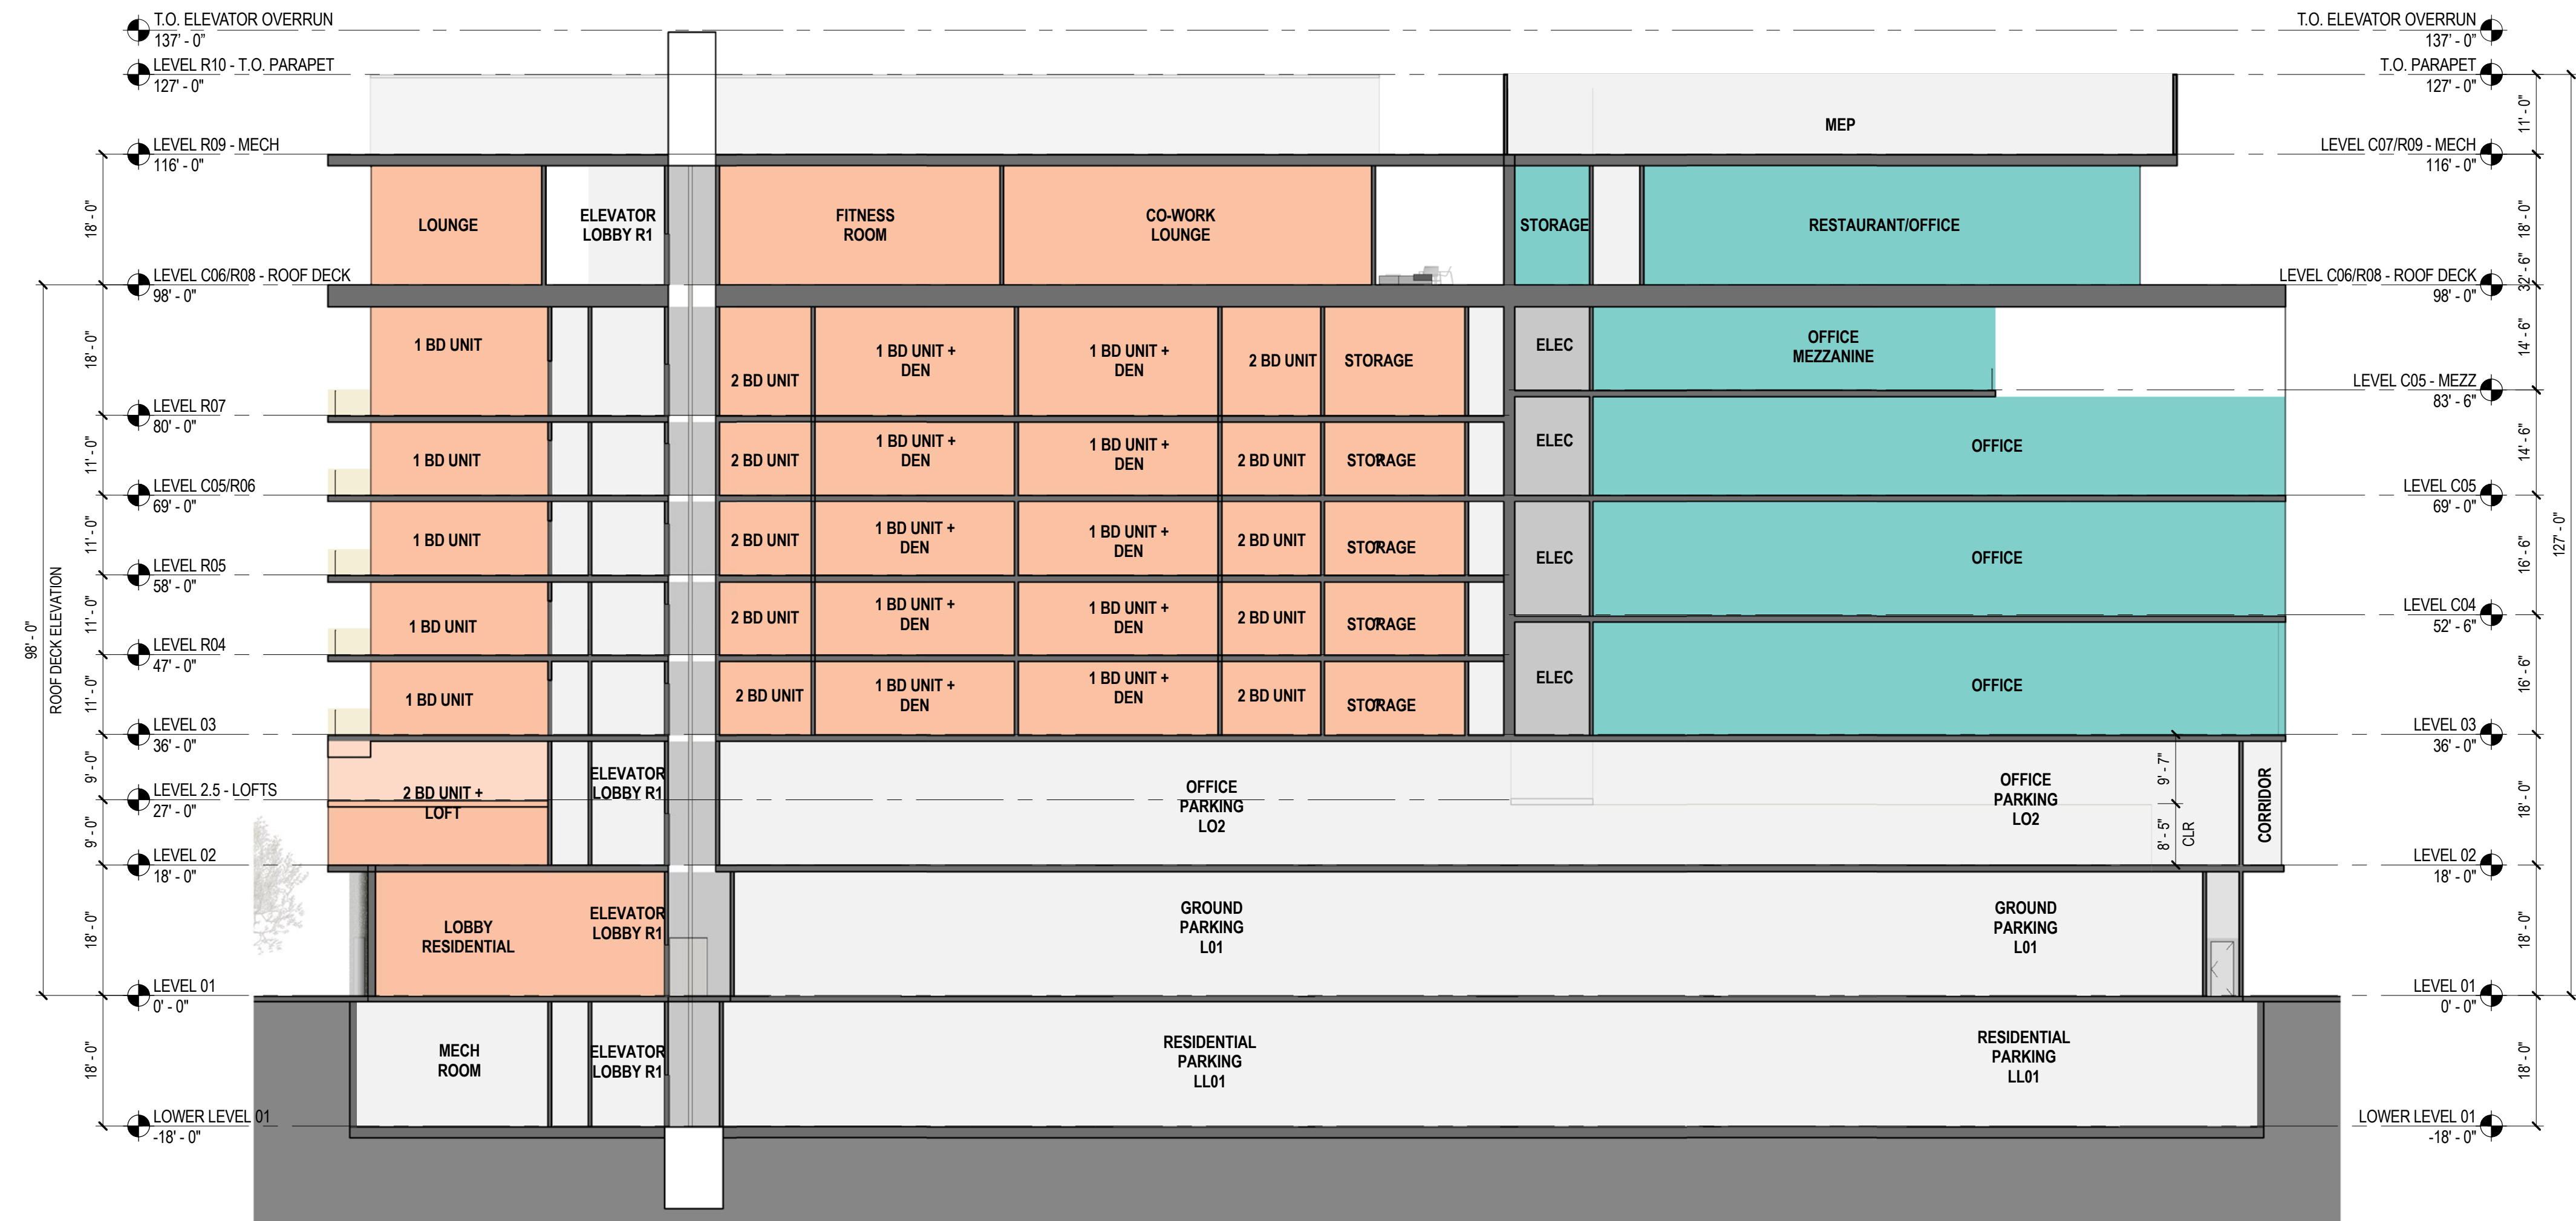 T.O. ELEVATOR OVERRUN
137' - 0"
LEVEL R10 - T.O. PARAPET
127' - 0"
LEVEL R09 - MECH
116' - 0"
LEVEL C06/R08 - ROOF DECK
98' - 0"
LEVEL R07
80' - 0"
LEVEL C05/R06
69' - 0"
LEVEL R05
58' - 0"
LEVEL R04
47' - 0"
LEVEL 03
36' - 0"
LEVEL 2.5 - LOFTS
27' - 0"
LEVEL 02
18' - 0"
LEVEL 01
0' - 0"
LOWER LEVEL 01
-18' - 0"
18' - 0"
18' - 0"
11' - 0"
11' - 0"
11' - 0"
11' - 0"
9' - 0"
9' - 0"
18' - 0"
18' - 0"
98' - 0"
ROOF DECK ELEVATION
MEP
LOUNGE
ELEVATOR
LOBBY R1
FITNESS
ROOM
CO-WORK
LOUNGE
STORAGE
RESTAURANT/OFFICE
1 BD UNIT
2 BD UNIT
1 BD UNIT +
DEN
1 BD UNIT +
DEN
2 BD UNIT
STORAGE
ELEC
OFFICE
MEZZANINE
1 BD UNIT
2 BD UNIT
1 BD UNIT +
DEN
1 BD UNIT +
DEN
2 BD UNIT
STORAGE
ELEC
OFFICE
1 BD UNIT
2 BD UNIT
1 BD UNIT +
DEN
1 BD UNIT +
DEN
2 BD UNIT
STORAGE
ELEC
OFFICE
1 BD UNIT
2 BD UNIT
1 BD UNIT +
DEN
1 BD UNIT +
DEN
2 BD UNIT
STORAGE
1 BD UNIT
2 BD UNIT
1 BD UNIT +
DEN
1 BD UNIT +
DEN
2 BD UNIT
STORAGE
ELEC
OFFICE
2 BD UNIT +
LOFT
ELEVATOR
LOBBY R1
OFFICE
PARKING
LO2
OFFICE
PARKING
LO2
9' - 7"
8' - 5"
CLR
CORRIDOR
LOBBY
RESIDENTIAL
ELEVATOR
LOBBY R1
GROUND
PARKING
L01
GROUND
PARKING
L01
MECH
ROOM
ELEVATOR
LOBBY R1
RESIDENTIAL
PARKING
LL01
RESIDENTIAL
PARKING
LL01
T.O. ELEVATOR OVERRUN
137' - 0"
T.O. PARAPET
127' - 0"
LEVEL C07/R09 - MECH
116' - 0"
LEVEL C06/R08 - ROOF DECK
98' - 0"
LEVEL C05 - MEZZ
83' - 6"
LEVEL C05
69' - 0"
LEVEL C04
52' - 6"
LEVEL 03
36' - 0"
LEVEL 02
18' - 0"
LEVEL 01
0' - 0"
LOWER LEVEL 01
-18' - 0"
11' - 0"
18' - 0"
32' - 6"
14' - 6"
14' - 6"
16' - 6"
16' - 6"
18' - 0"
18' - 0"
18' - 0"
127' - 0"